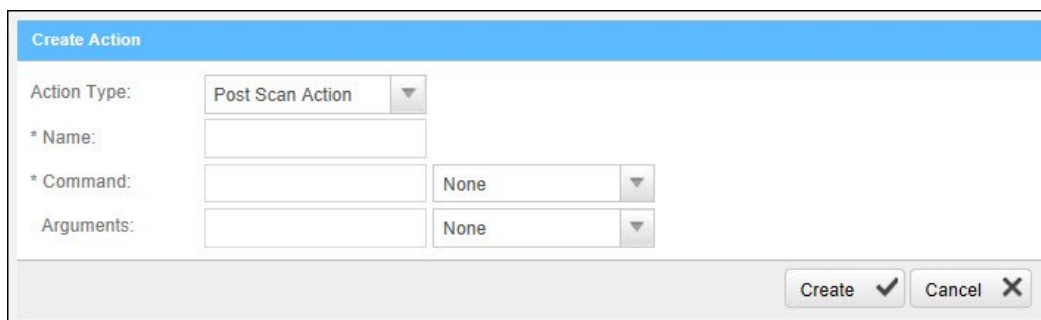 Create Action
Action Type: Post Scan Action
* Name:
* Command: None
Arguments: None
Create Cancel